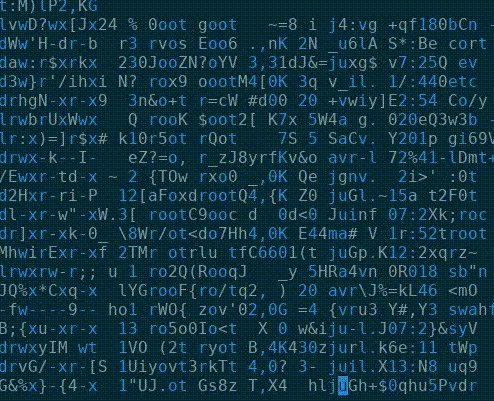 t:M)lP2,KG
lvwD?wx[Jx24 % 0oot goot   ~=8 i j4:vg +qf180bCn -
dWw'H-dr-b  r3 rvos Eoo6 .,nK 2N _u6lA S*:Be cort
daw:r$xrkx  230JooZN?oYV 3,31dJ&=juxg$ v7:25Q ev
d3w}r'/ihxi N? rox9 oootM4[0K 3q v_il. 1/:440etc
drhgN-xr-x9  3n&o+t r=cW #d00 20 +vwiy]E2:54 Co/y
lrwbrUxWwx   Q rooK $oot2[ K7x 5W4a g. 020eQ3w3b -
lr:x)=]r$x# k10r5ot rQot    7S 5 SaCv. Y201p gi69V
drwx-k--I-   eZ?=o, r_zJ8yrfKv&o avr-l 72%41-lDmt+
/Ewxr-td-x ~ 2 {TOw rxo0 _,0K Qejgnv.  2i>' :0t
d2Hxr-ri-P  12[aFoxdrootQ4,{K Z0 juGl.~15a t2F0t
dl-xr-w"-xW.3[ rootC9ooc d  0d<0 Juinf 07:2Xk;roc
dr]xr-xk-0_ \8Wr/ot<do7Hh4,0K E44ma# V 1r:52troot
MhwirExr-xf 2TMr otrlu tfC6601(t juGp.K12:2xqrz~
lrwxrw-r;; u 1 ro2Q(RooqJ   _y 5HRa4vn 0R018 sb"n
JQ%x*Cxq-x   lYGrooF{ro/tq2, ) 20 avr\J%=kL46 <mO
-fw----9-- ho1 rWO{ zov'02,0G =4 {vru3 Y#,Y3 swahf
B;{xu-xr-x  13 ro5o0Io<t  X 0 w&iju-l.J07:2}&syV
drwxyIM wt  1VO (2t ryotB,4K430zjurl.k6e:11 tWp
drvG/-xr-[S 1Uiyovt3rkTt 4,0? 3- juil.X13:N8 uq9
G&%x}-{4-x  1"UJ.ot Gs8z T,X4  hljuGh+$0qhu5Pvdr